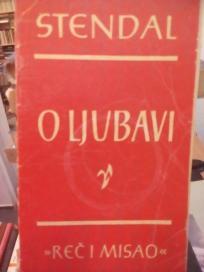 STENDAL
O LJUBAVI
»REČ I MISAO«